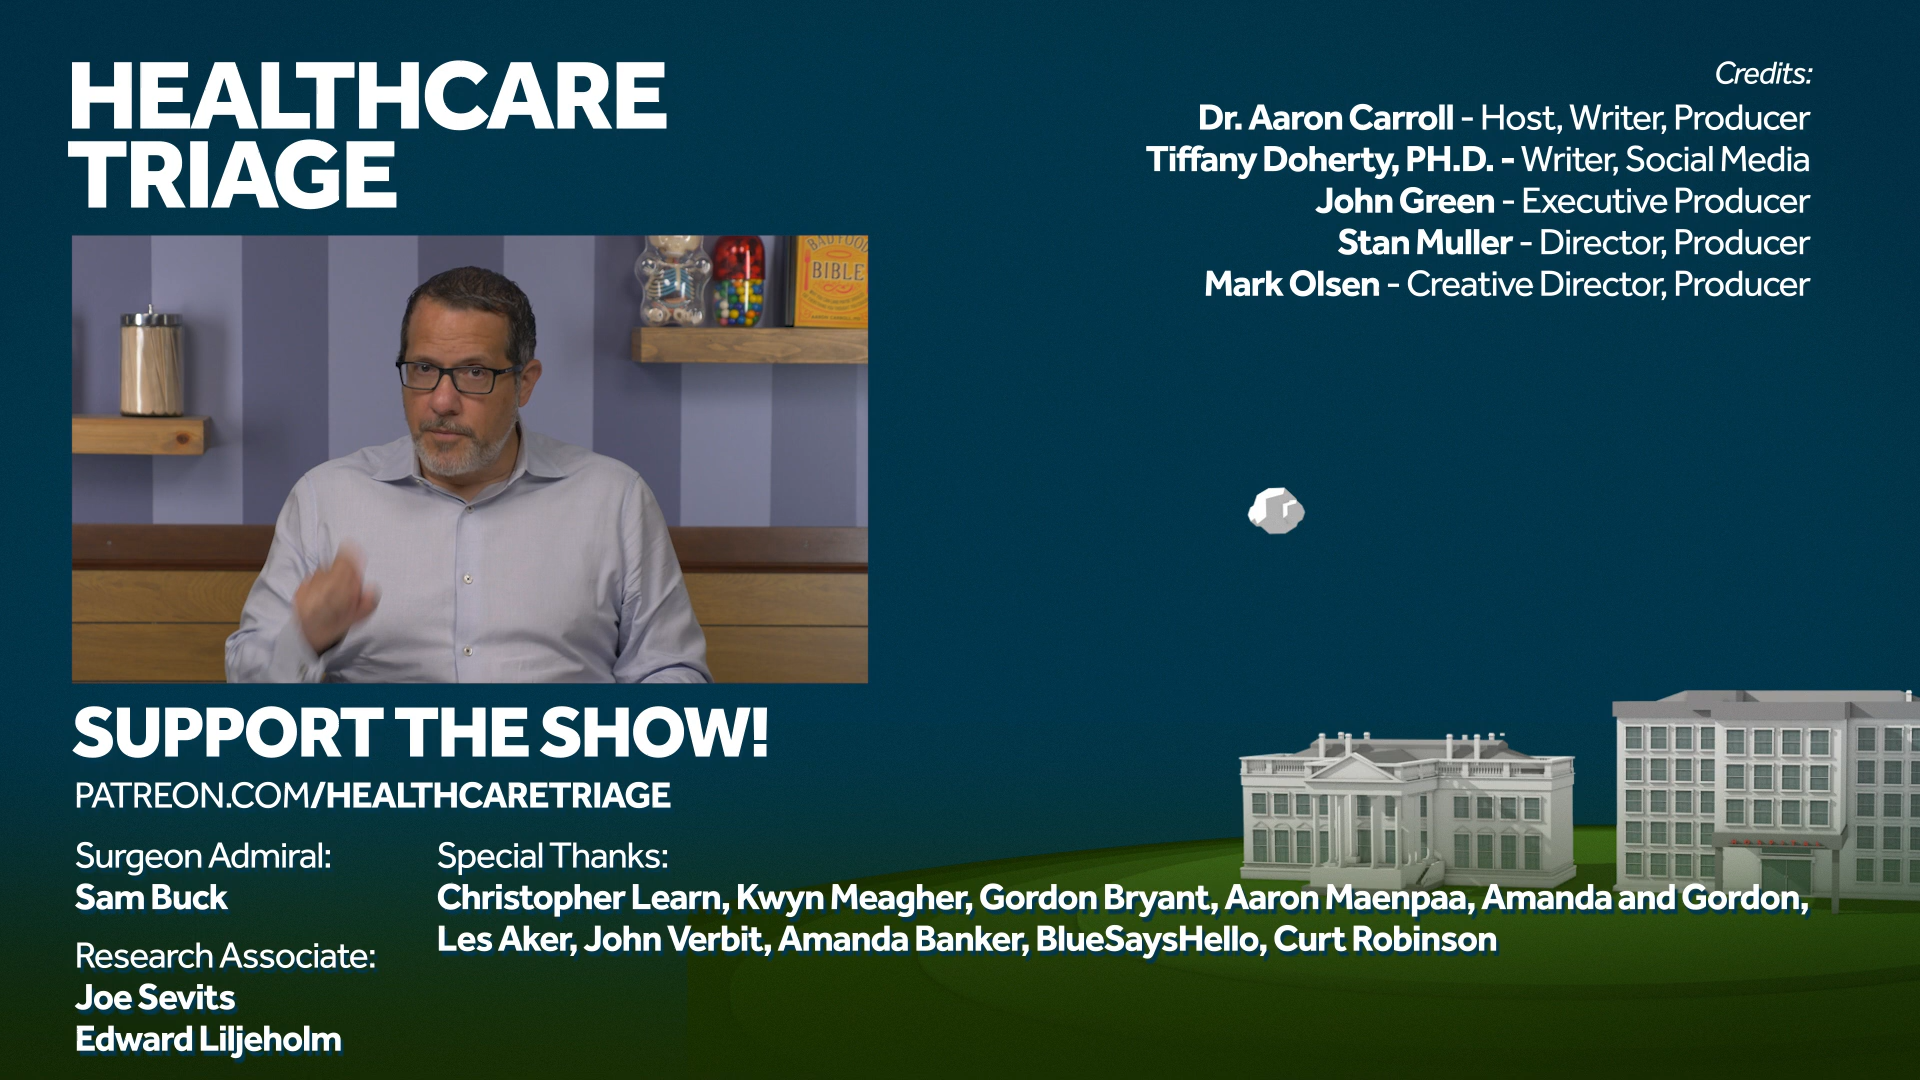 HEALTHCARE
TRIAGE
Credits:
Dr. Aaron Carroll - Host, Writer, Producer
Tiffany Doherty, PH.D. - Writer, Social Media
John Green - Executive Producer
Stan Muller - Director, Producer
Mark Olsen - Creative Director, Producer
BAD FOOD
BIBLE
SUPPORT THE SHOW!
PATREON.COM/HEALTHCARETRIAGE
Surgeon Admiral:
Sam Buck
Research Associate:
Joe Sevits
Edward Liljeholm
Special Thanks:
Christopher Learn, Kwyn Meagher, Gordon Bryant, Aaron Maenpaa, Amanda and Gordon,
Les Aker, John Verbit, Amanda Banker, BlueSaysHello, Curt Robinson